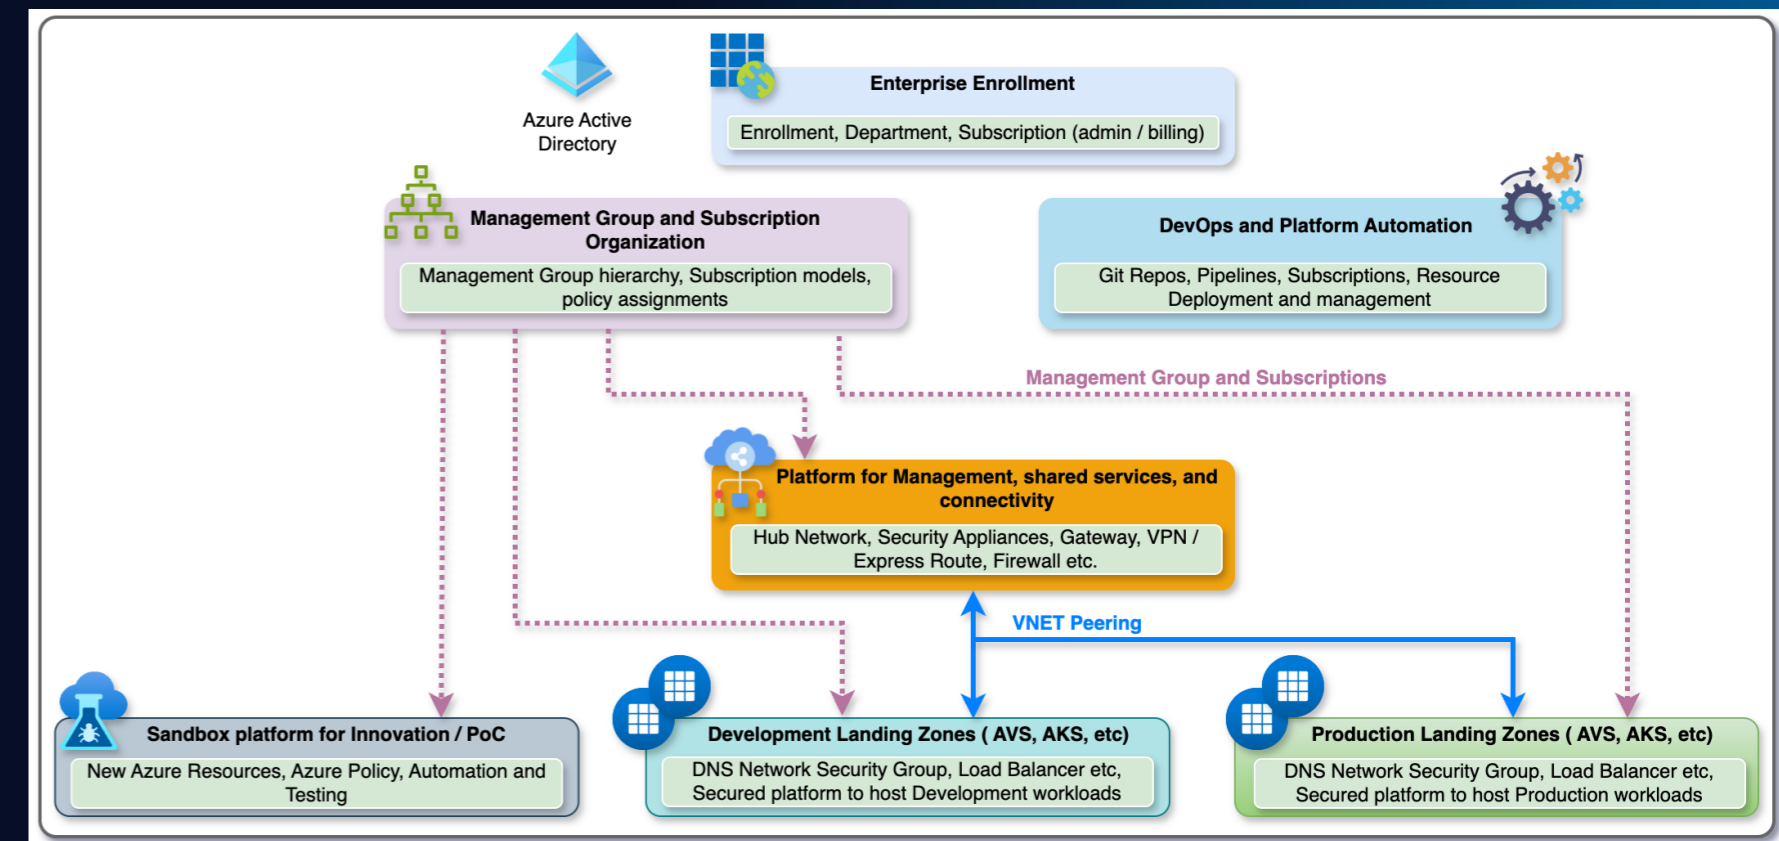 Azure Active
Directory
Enterprise Enrollment
Enrollment, Department, Subscription (admin / billing)
Management Group and Subscription
Organization
Management Group hierarchy, Subscription models,
policy assignments
DevOps and Platform Automation
Git Repos, Pipelines, Subscriptions, Resource
Deployment and management
Management Group and Subscriptions
Platform for Management, shared services, and
connectivity
Hub Network, Security Appliances, Gateway, VPN /
Express Route, Firewall etc.
VNET Peering
Sandbox platform for Innovation / PoC
New Azure Resources, Azure Policy, Automation and
Testing
Development Landing Zones ( AVS, AKS, etc)
DNS Network Security Group, Load Balancer etc,
Secured platform to host Development workloads
Production Landing Zones ( AVS, AKS, etc)
DNS Network Security Group, Load Balancer etc,
Secured platform to host Production workloads